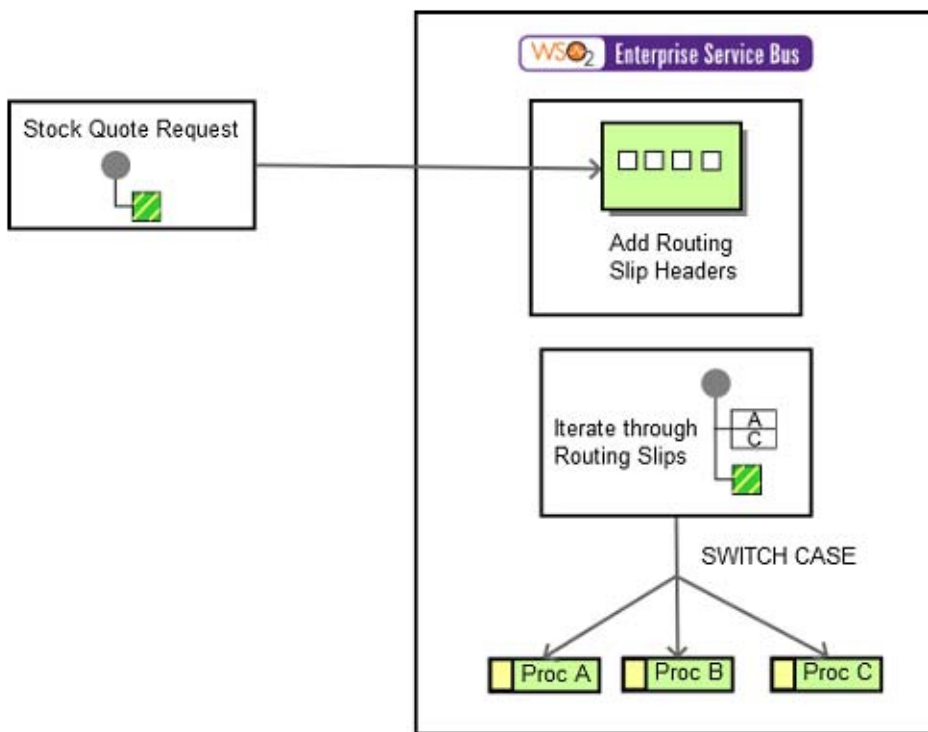 WSO2 Enterprise Service Bus
Stock Quote Request
Add Routing
Slip Headers
Iterate through
Routing Slips
A
C
SWITCH CASE
Proc A
Proc B
Proc C